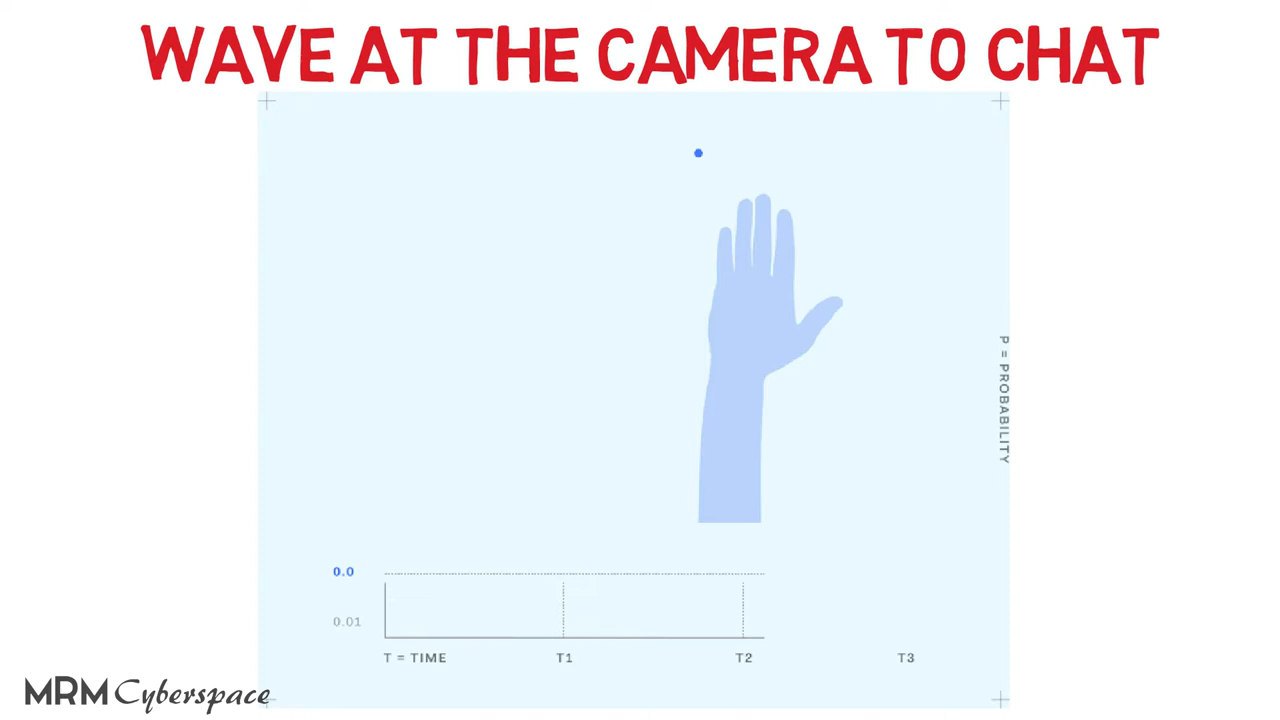 WAVE AT THE CAMERA TO CHAT
P = PROBABILITY
0.0
0.01
T = TIME T1 T2 T3
MRM Cyberspace